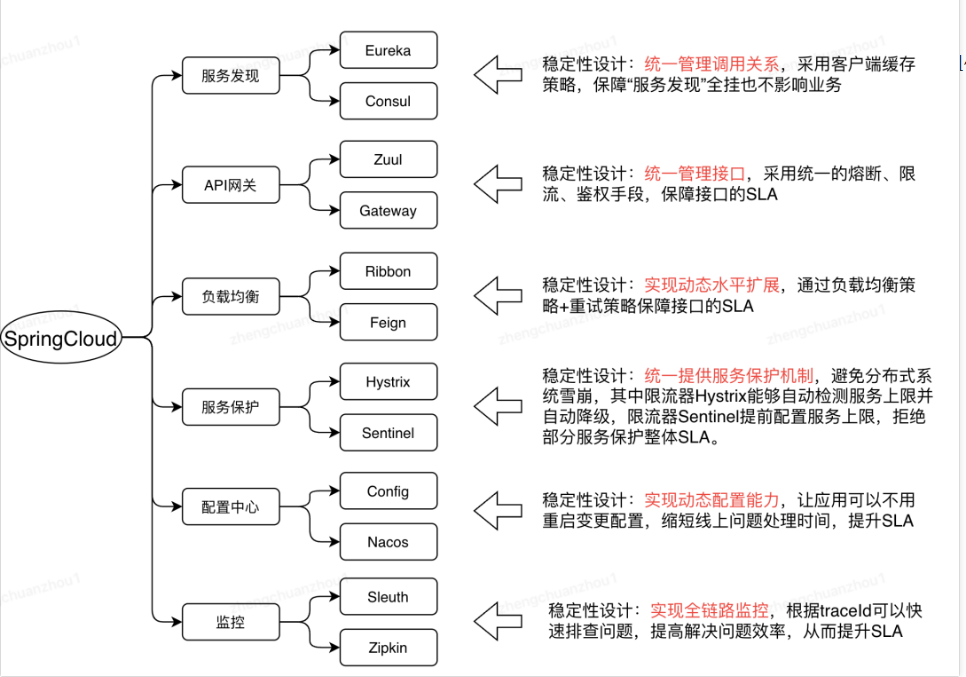 SpringCloud
服务发现
Eureka
Consul
稳定性设计：统一管理调用关系，采用客户端缓存
策略，保障“服务发现”全挂也不影响业务
API网关
Zuul
Gateway
稳定性设计：统一管理接口，采用统一的熔断、限
流、鉴权手段，保障接口的SLA
负载均衡
Ribbon
Feign
稳定性设计：实现动态水平扩展，通过负载均衡策
略+重试策略保障接口的SLA
服务保护
Hystrix
Sentinel
稳定性设计：统一提供服务保护机制，避免分布式系
统雪崩，其中限流器Hystrix能够自动检测服务上限并
自动降级，限流器Sentinel提前配置服务上限，拒绝
部分服务保护整体SLA。
配置中心
Config
Nacos
稳定性设计：实现动态配置能力，让应用可以不用
重启变更配置，缩短线上问题处理时间，提升SLA
监控
Sleuth
Zipkin
稳定性设计：实现全链路监控，根据traceId可以快
速排查问题，提高解决问题效率，从而提升SLA